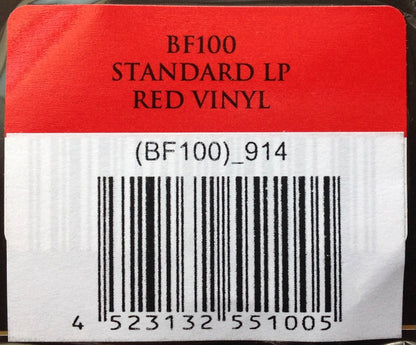 BF100
STANDARD LP
RED VINYL
(BF100)_914
4 523132 551005